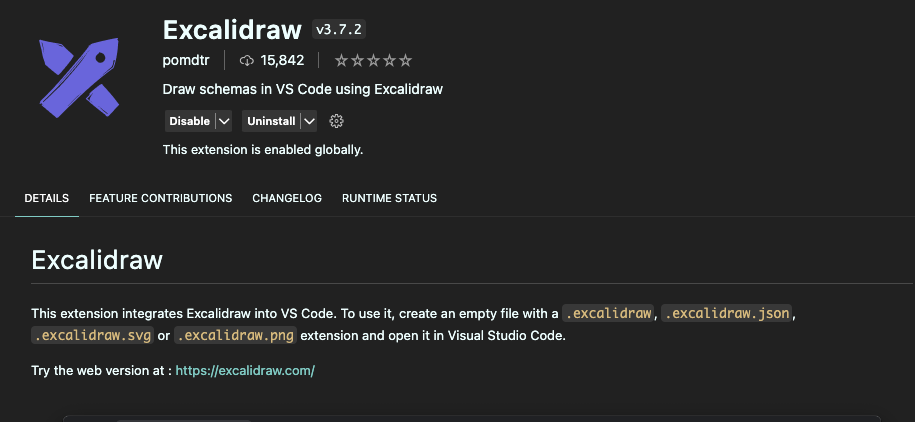 Excalidraw v3.7.2
pomdtr 15,842
Draw schemas in VS Code using Excalidraw
Disable Uninstall
This extension is enabled globally.
DETAILS FEATURE CONTRIBUTIONS CHANGELOG RUNTIME STATUS
Excalidraw
This extension integrates Excalidraw into VS Code. To use it, create an empty file with a .excalidraw, .excalidraw.json,
.excalidraw.svg or .excalidraw.png extension and open it in Visual Studio Code.
Try the web version at : https://excalidraw.com/